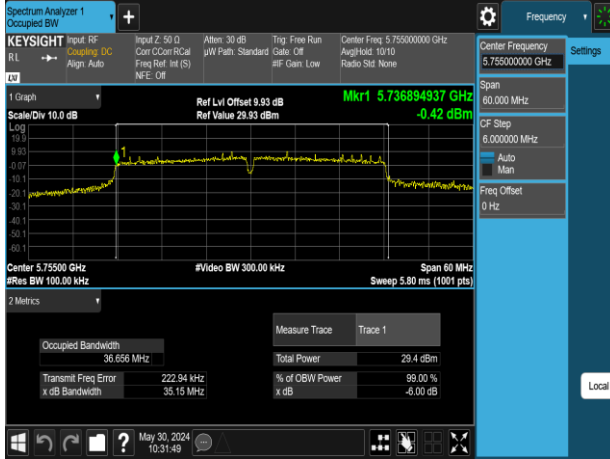 Spectrum Analyzer 1
Occupied BW
+
Frequency
KEYSIGHT
RL
Input: RF
Coupling: DC
Align: Auto
Input Z: 50 Ω
Corr CCorr RCal
Freq Ref: Int (S)
NFE: Off
Atten: 30 dB
µW Path: Standard
Trig: Free Run
Gate: Off
#IF Gain: Low
Center Freq: 5.755000000 GHz
Avg|Hold: 10/10
Radio Std: None
LXI
Center Frequency
5.755000000 GHz
Settings
Span
60.000 MHz
CF Step
6.000000 MHz
Auto
Man
Freq Offset
0 Hz
1 Graph
Scale/Div 10.0 dB
Ref Lvl Offset 9.93 dB
Ref Value 29.93 dBm
Mkr1 5.736894937 GHz
-0.42 dBm
Log
19.9
9.93
-0.07
-10.1
-20.1
-30.1
-40.1
-50.1
-60.1
1
Center 5.75500 GHz
#Res BW 100.00 kHz
#Video BW 300.00 kHz
Span 60 MHz
Sweep 5.80 ms (1001 pts)
2 Metrics
Measure Trace Trace 1
Occupied Bandwidth
36.656 MHz
Total Power 29.4 dBm
Transmit Freq Error 222.94 kHz
% of OBW Power 99.00 %
x dB Bandwidth 35.15 MHz
x dB -6.00 dB
Local
?
May 30, 2024
10:31:49